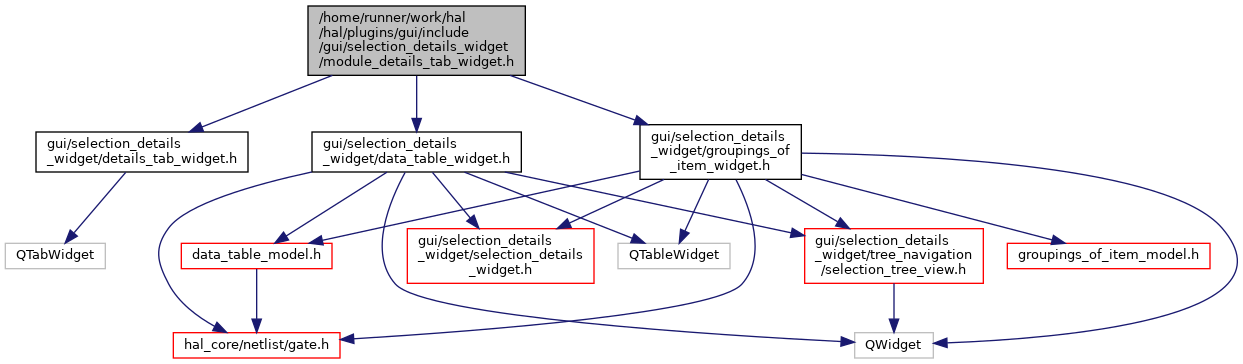 /home/runner/work/hal
/hal/plugins/gui/include
/gui/selection_details_widget
/module_details_tab_widget.h
gui/selection_details
_widget/details_tab_widget.h
gui/selection_details
_widget/data_table_widget.h
gui/selection_details
_widget/groupings_of
_item_widget.h
QTabWidget
data_table_model.h
gui/selection_details
_widget/selection_details
_widget.h
QTableWidget
gui/selection_details
_widget/tree_navigation
/selection_tree_view.h
groupings_of_item_model.h
hal_core/netlist/gate.h
QWidget